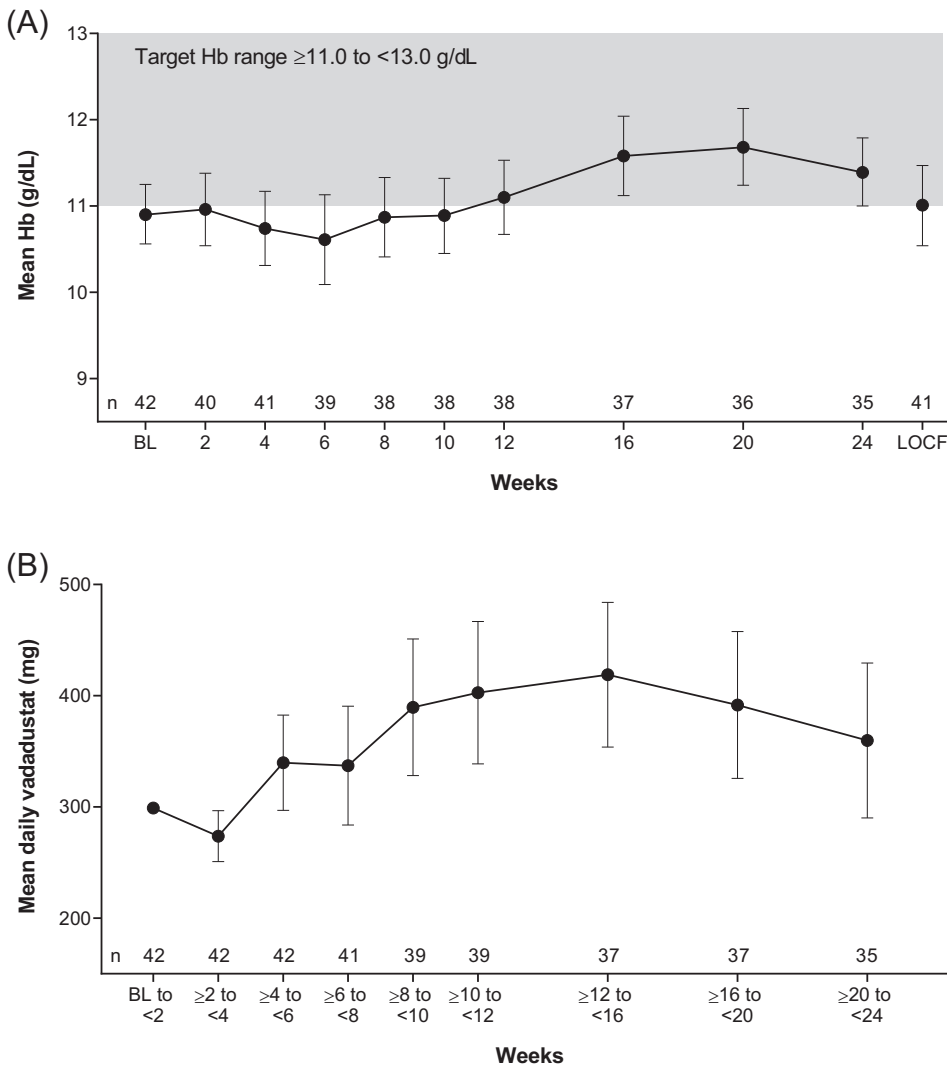 (A)
13
12
11
10
9
Mean Hb (g/dL)
Target Hb range ≥11.0 to <13.0 g/dL
n 42 40 41 39 38 38 38 37 36 35 41
BL 2 4 6 8 10 12 16 20 24 LOCF
Weeks
(B)
500
400
300
200
Mean daily vadadustat (mg)
n 42 42 42 41 39 39 37 37 35
BL to ≥2 to ≥4 to ≥6 to ≥8 to ≥10 to ≥12 to ≥16 to ≥20 to
<2 <4 <6 <8 <10 <12 <16 <20 <24
Weeks